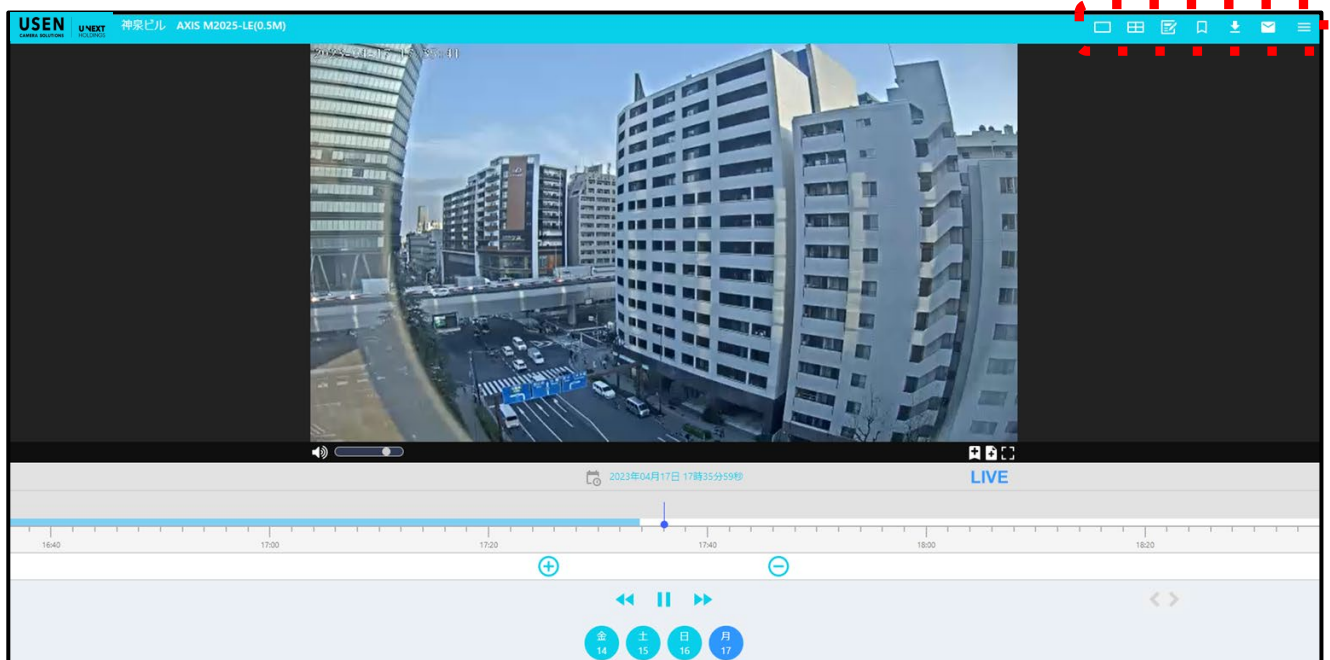 USEN
CAMERA SOLUTIONS
U-NEXT
HOLDINGS
神泉ビル AXIS M2025-LE(0.5M)
2023年04月17日 17時35分59秒
LIVE
16:40 17:00 17:20 17:40 18:00 18:20
金 土 日 月
14 15 16 17